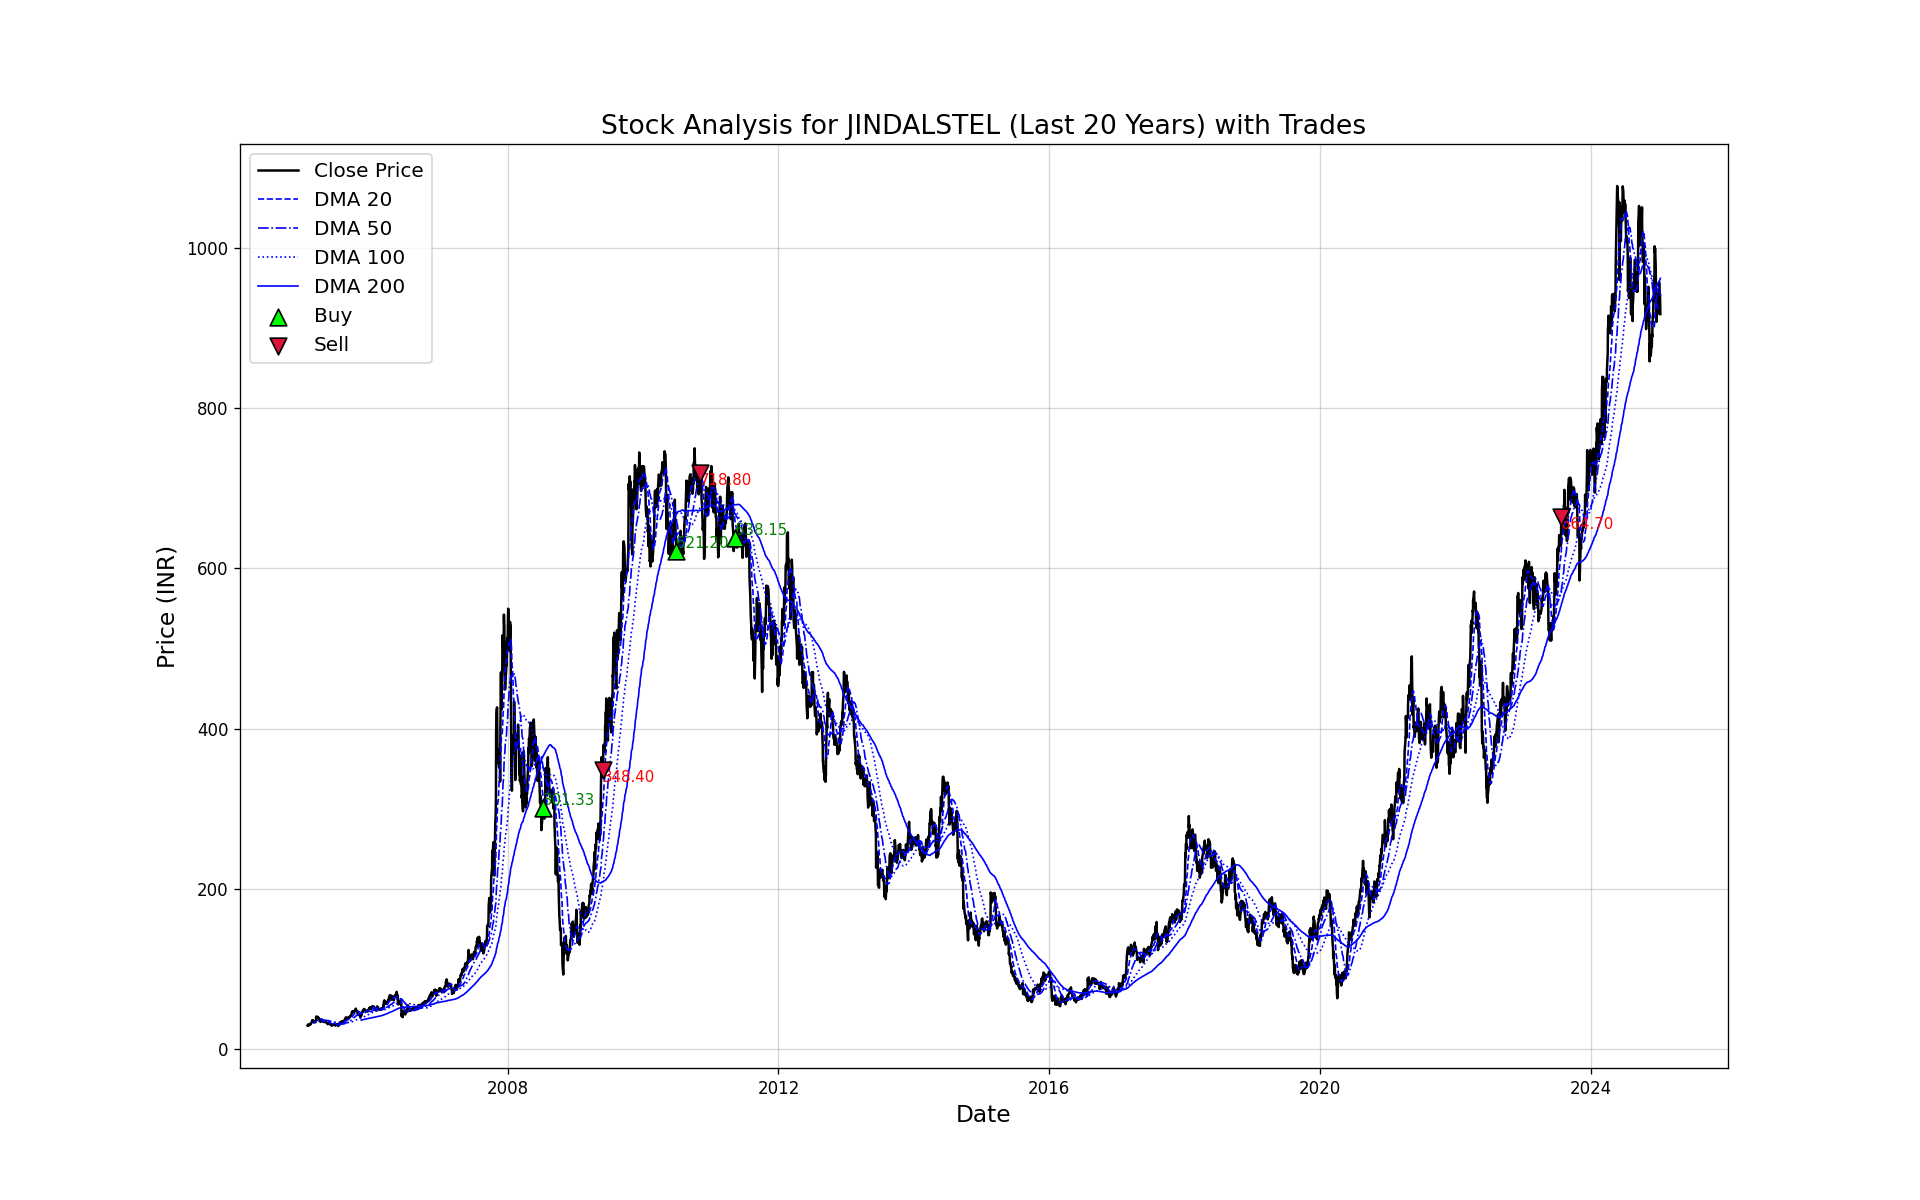 Stock Analysis for JINDALSTEL (Last 20 Years) with Trades
Close Price
DMA 20
DMA 50
DMA 100
DMA 200
Buy
Sell
Price (INR)
1000
800
600
400
200
0
301.33
348.40
621.20
718.80
638.15
664.70
2008
2012
2016
2020
2024
Date